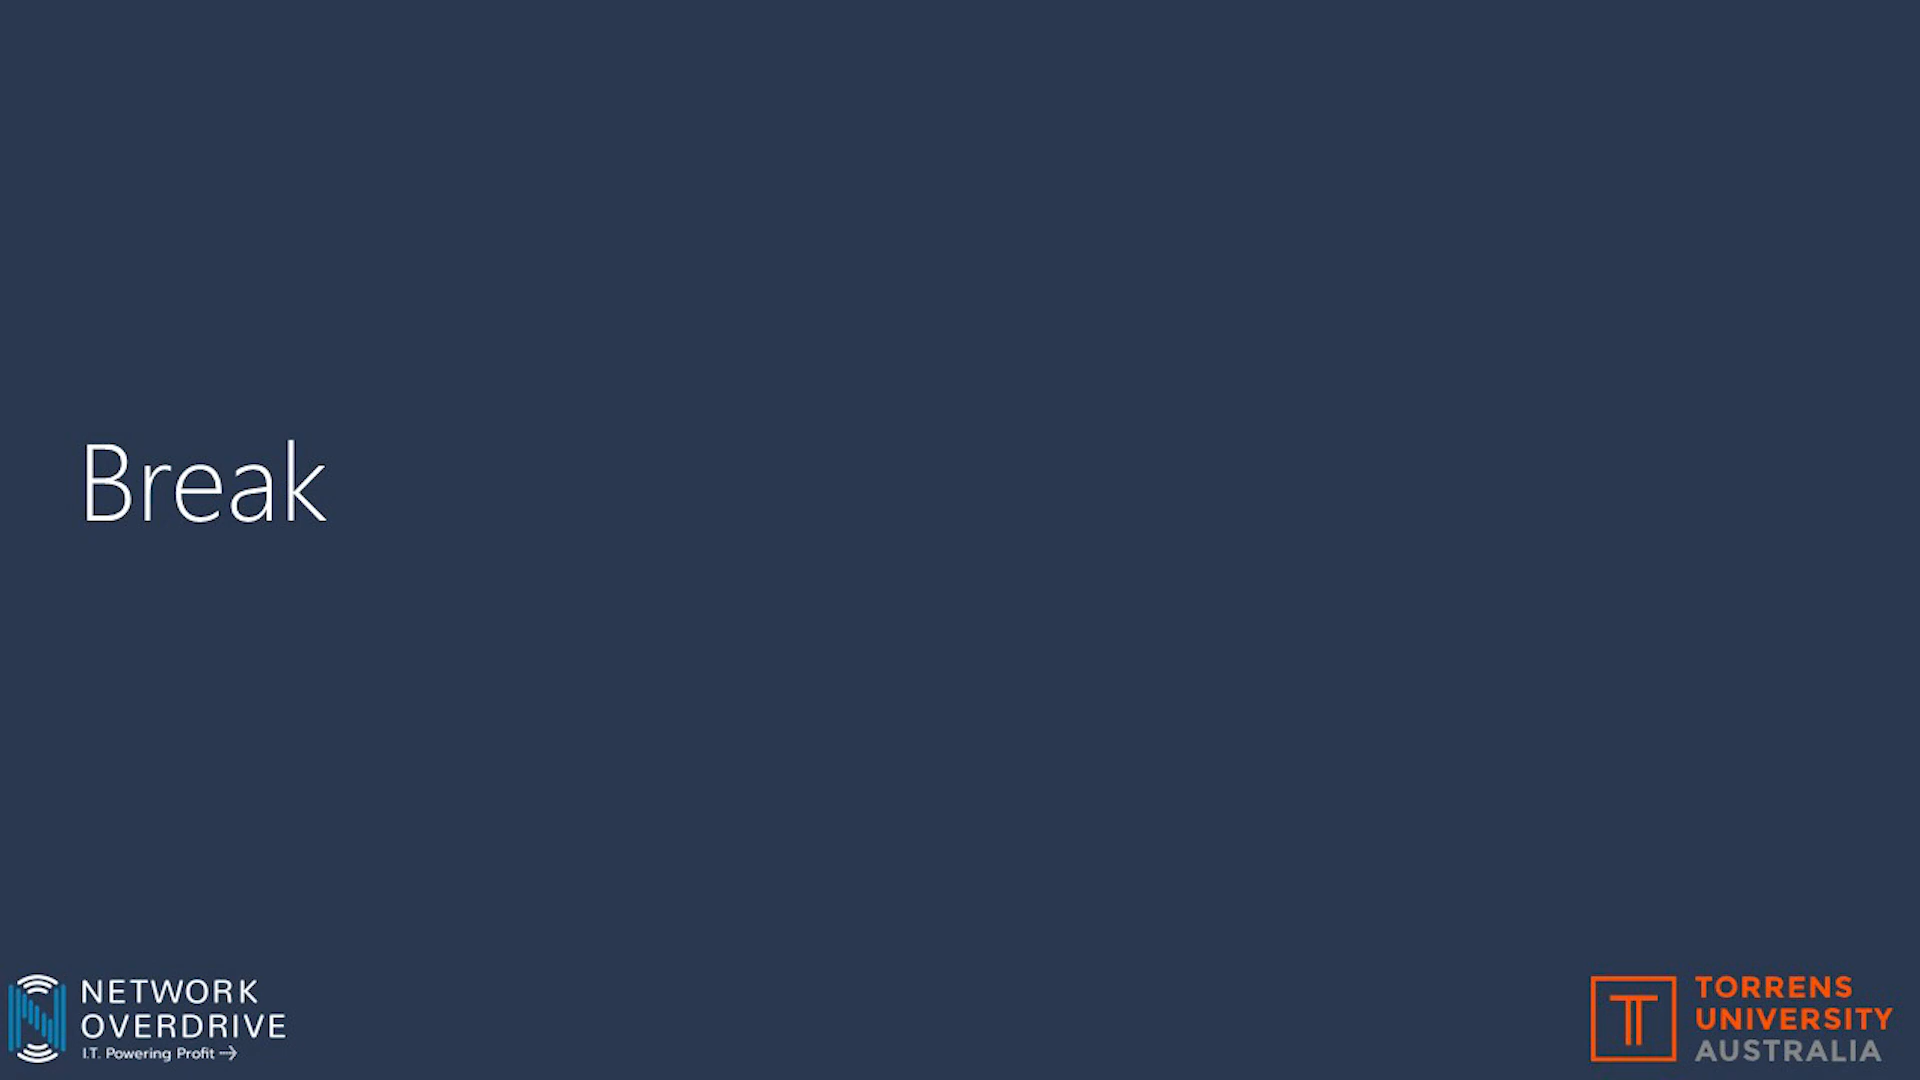 Break
NETWORK
OVERDRIVE
I.T. Powering Profit
TORRENS
UNIVERSITY
AUSTRALIA